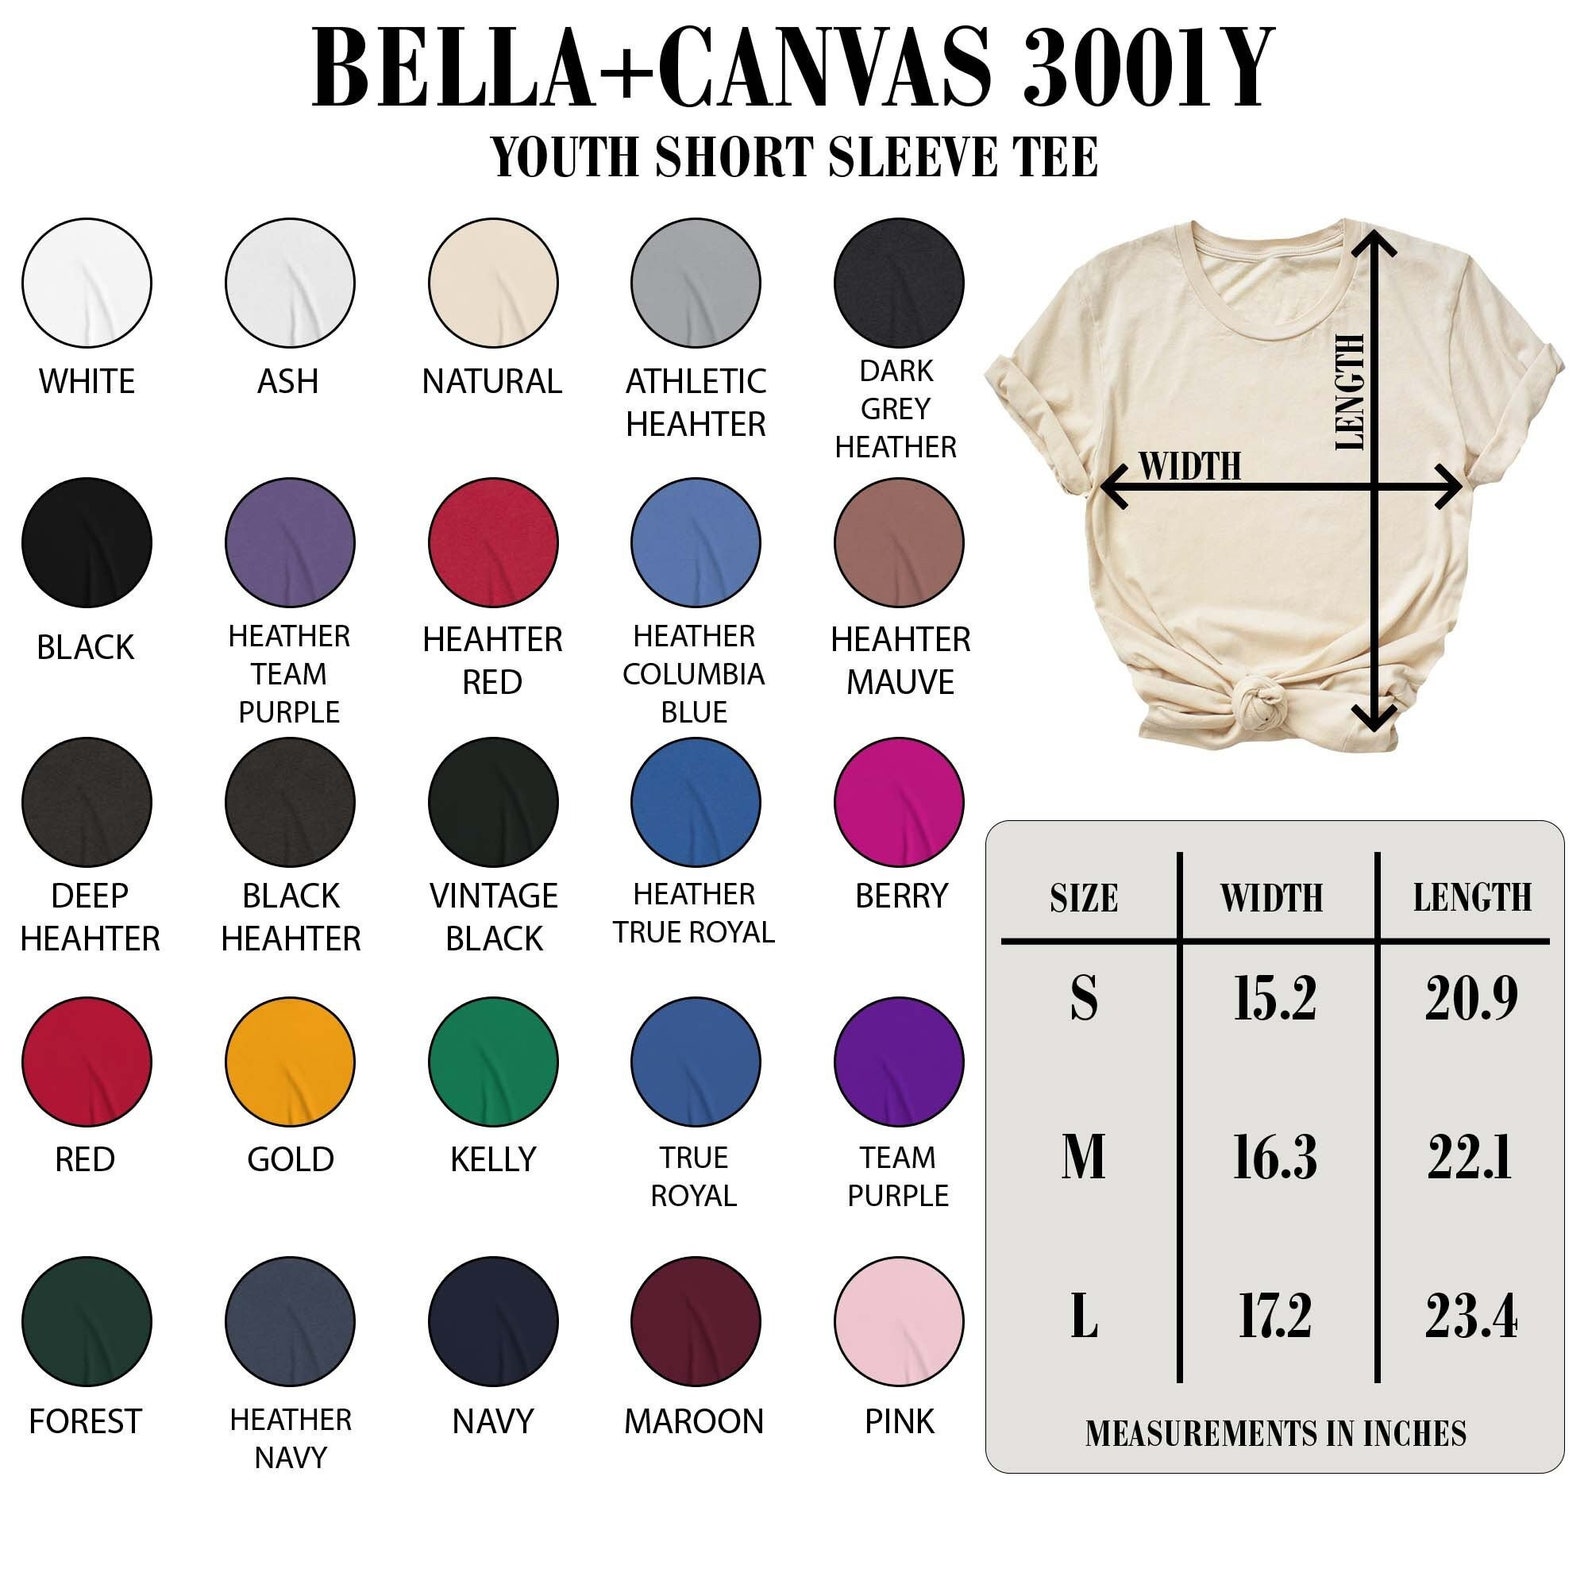 BELLA+CANVAS 3001Y
YOUTH SHORT SLEEVE TEE
WHITE
ASH
NATURAL
ATHLETIC
HEAHTER
DARK
GREY
HEATHER
BLACK
HEATHER
TEAM
PURPLE
HEAHTER
RED
HEATHER
COLUMBIA
BLUE
HEAHTER
MAUVE
DEEP
HEAHTER
BLACK
HEAHTER
VINTAGE
BLACK
HEATHER
TRUE ROYAL
BERRY
RED
GOLD
KELLY
TRUE
ROYAL
TEAM
PURPLE
FOREST
HEATHER
NAVY
NAVY
MAROON
PINK
LENGTH
WIDTH
SIZE WIDTH LENGTH
S 15.2 20.9
M 16.3 22.1
L 17.2 23.4
MEASUREMENTS IN INCHES